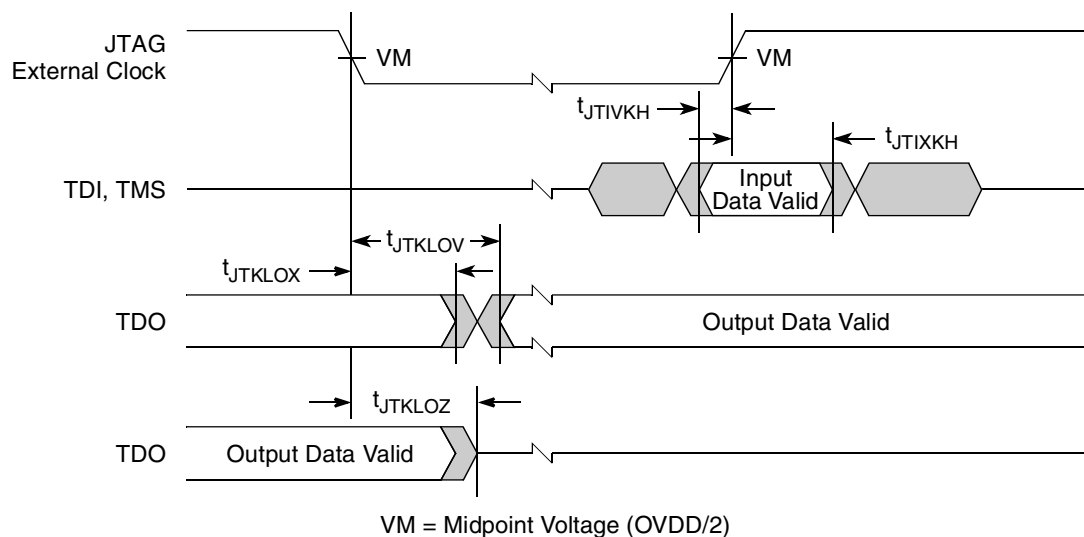 JTAG
External Clock
VM
VM
tJTIVKH
tJTIXKH
TDI, TMS
Input
Data Valid
tJTKLOV
tJTKLOX
TDO
Output Data Valid
tJTKLOZ
TDO
Output Data Valid
VM = Midpoint Voltage (OVDD/2)